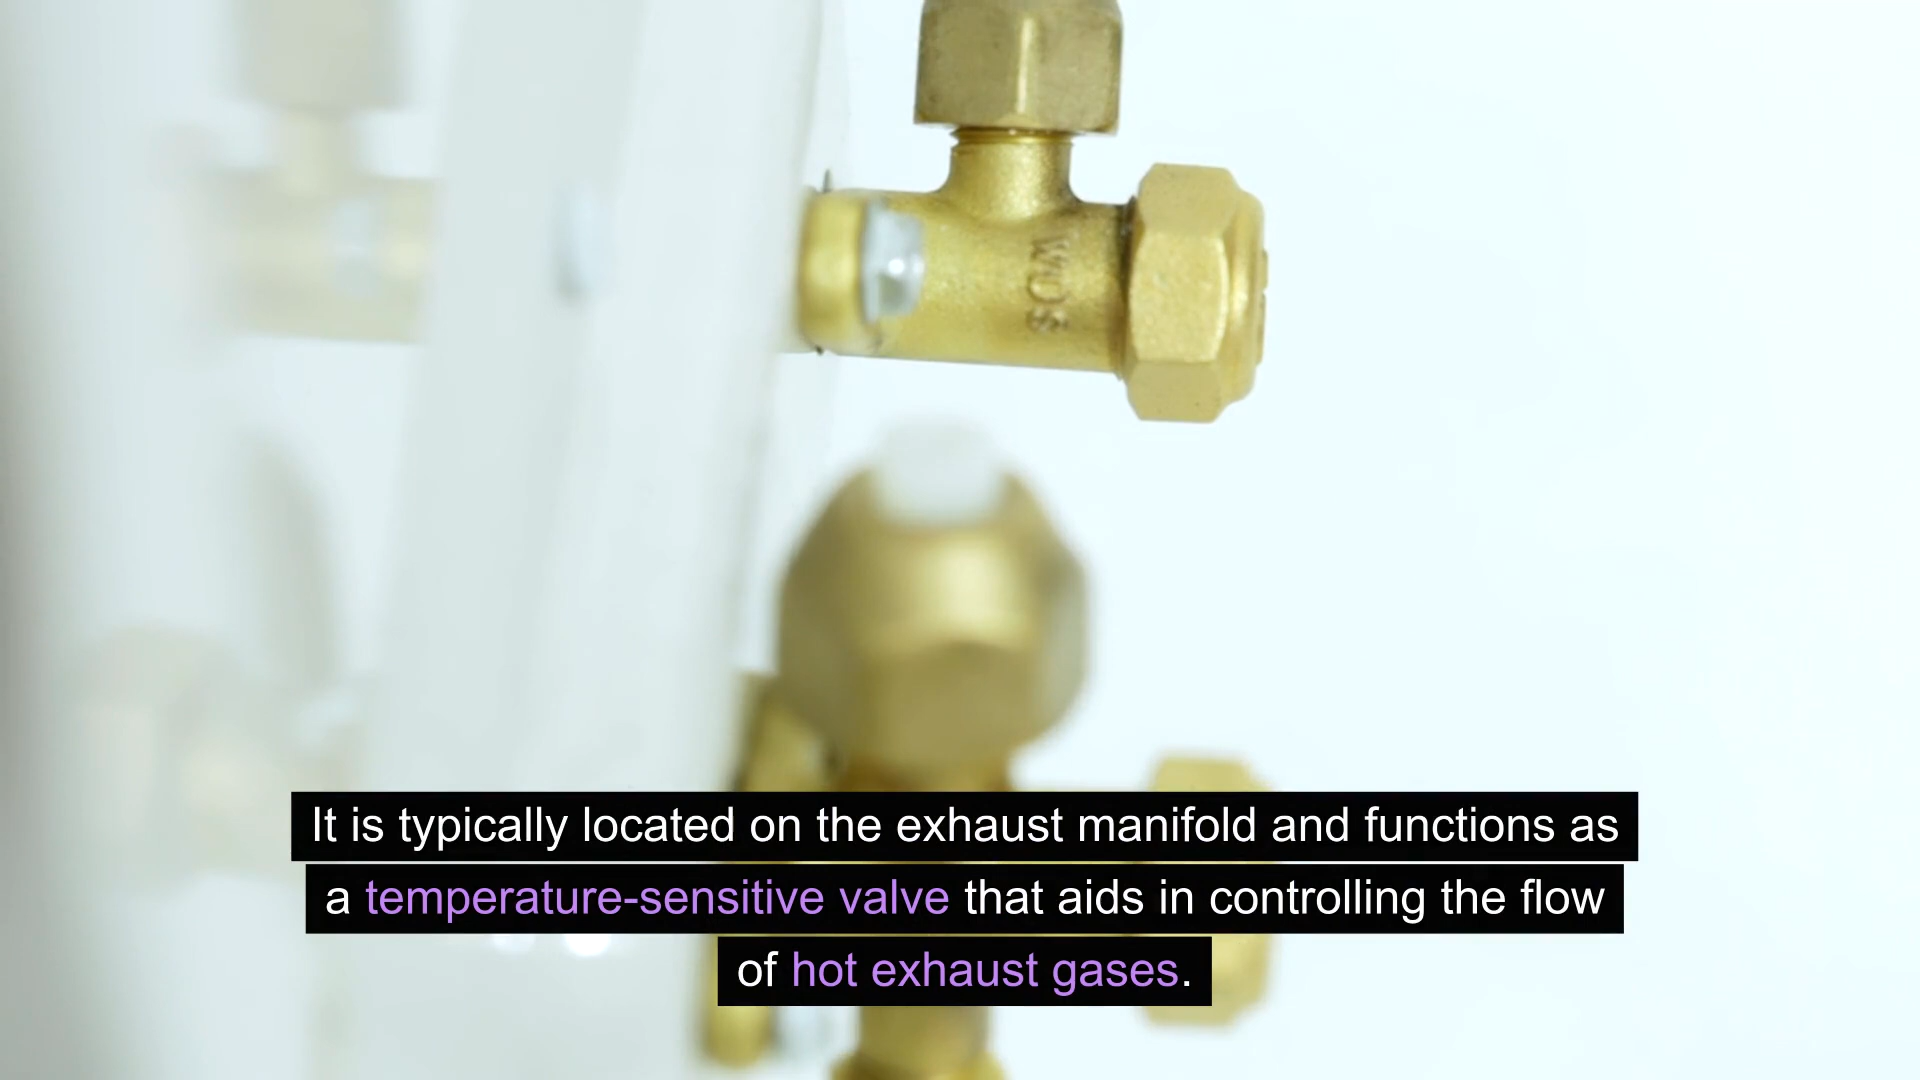 SOM
It is typically located on the exhaust manifold and functions as
a temperature-sensitive valve that aids in controlling the flow
of hot exhaust gases.